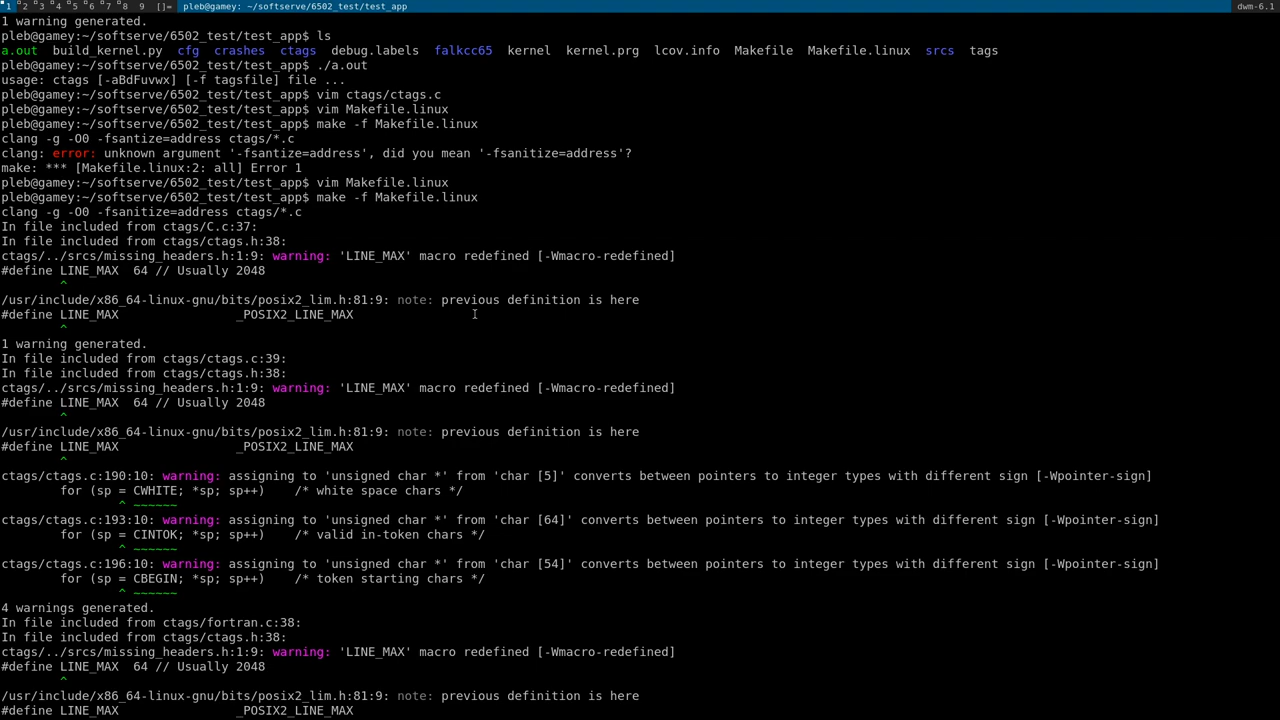 1 2 3 4 5 6 7 8 9 []= pleb@gamey: ~/softserve/6502_test/test_app dwm-6.1
1 warning generated.
pleb@gamey:~/softserve/6502_test/test_app$ ls
a.out build_kernel.py cfg crashes ctags debug.labels falkcc65 kernel kernel.prg lcov.info Makefile Makefile.linux srcs tags
pleb@gamey:~/softserve/6502_test/test_app$ ./a.out
usage: ctags [-aBdFuvwx] [-f tagsfile] file ...
pleb@gamey:~/softserve/6502_test/test_app$ vim ctags/ctags.c
pleb@gamey:~/softserve/6502_test/test_app$ vim Makefile.linux
pleb@gamey:~/softserve/6502_test/test_app$ make -f Makefile.linux
clang -g -O0 -fsantize=address ctags/*.c
clang: error: unknown argument '-fsantize=address', did you mean '-fsanitize=address'?
make: *** [Makefile.linux:2: all] Error 1
pleb@gamey:~/softserve/6502_test/test_app$ vim Makefile.linux
pleb@gamey:~/softserve/6502_test/test_app$ make -f Makefile.linux
clang -g -O0 -fsanitize=address ctags/*.c
In file included from ctags/C.c:37:
In file included from ctags/ctags.h:38:
ctags/../srcs/missing_headers.h:1:9: warning: 'LINE_MAX' macro redefined [-Wmacro-redefined]
#define LINE_MAX  64 // Usually 2048
        ^
/usr/include/x86_64-linux-gnu/bits/posix2_lim.h:81:9: note: previous definition is here
#define LINE_MAX                _POSIX2_LINE_MAX
        ^
1 warning generated.
In file included from ctags/ctags.c:39:
In file included from ctags/ctags.h:38:
ctags/../srcs/missing_headers.h:1:9: warning: 'LINE_MAX' macro redefined [-Wmacro-redefined]
#define LINE_MAX  64 // Usually 2048
        ^
/usr/include/x86_64-linux-gnu/bits/posix2_lim.h:81:9: note: previous definition is here
#define LINE_MAX                _POSIX2_LINE_MAX
        ^
ctags/ctags.c:190:10: warning: assigning to 'unsigned char *' from 'char [5]' converts between pointers to integer types with different sign [-Wpointer-sign]
        for (sp = CWHITE; *sp; sp++)    /* white space chars */
                ^ ~~~~~~
ctags/ctags.c:193:10: warning: assigning to 'unsigned char *' from 'char [64]' converts between pointers to integer types with different sign [-Wpointer-sign]
        for (sp = CINTOK; *sp; sp++)    /* valid in-token chars */
                ^ ~~~~~~
ctags/ctags.c:196:10: warning: assigning to 'unsigned char *' from 'char [54]' converts between pointers to integer types with different sign [-Wpointer-sign]
        for (sp = CBEGIN; *sp; sp++)    /* token starting chars */
                ^ ~~~~~~
4 warnings generated.
In file included from ctags/fortran.c:38:
In file included from ctags/ctags.h:38:
ctags/../srcs/missing_headers.h:1:9: warning: 'LINE_MAX' macro redefined [-Wmacro-redefined]
#define LINE_MAX  64 // Usually 2048
        ^
/usr/include/x86_64-linux-gnu/bits/posix2_lim.h:81:9: note: previous definition is here
#define LINE_MAX                _POSIX2_LINE_MAX